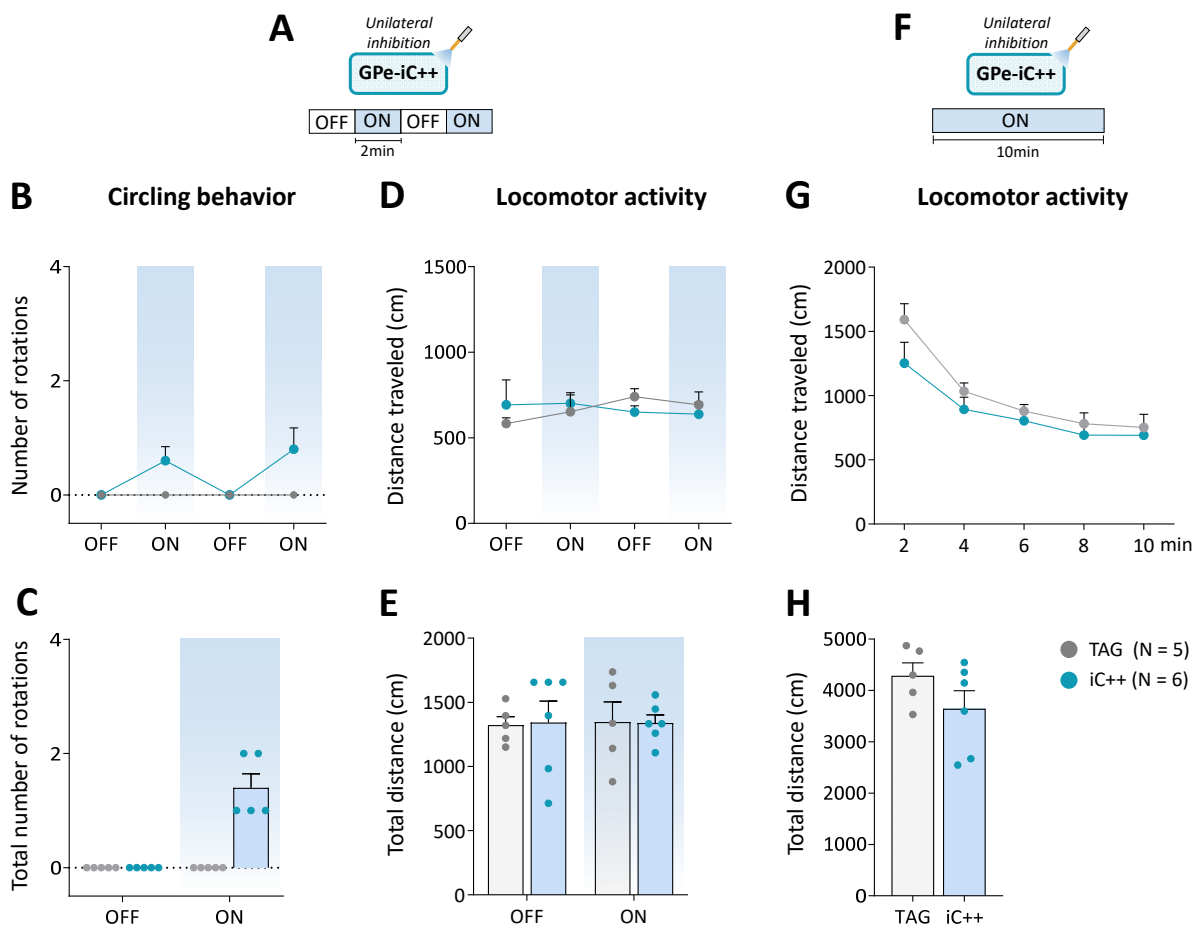 A
Unilateral
inhibition
GPe-iC++
OFF ON OFF ON
2min
F
Unilateral
inhibition
GPe-iC++
ON
10min
B Circling behavior
Number of rotations
4
2
0
OFF ON OFF ON
D Locomotor activity
Distance traveled (cm)
1500
1000
500
0
OFF ON OFF ON
G Locomotor activity
Distance traveled (cm)
2000
1500
1000
500
0
2 4 6 8 10 min
C
Total number of rotations
4
2
0
OFF ON
E
Total distance (cm)
2000
1500
1000
500
0
OFF ON
H
Total distance (cm)
5000
4000
3000
2000
1000
0
TAG iC++
TAG (N = 5)
iC++ (N = 6)